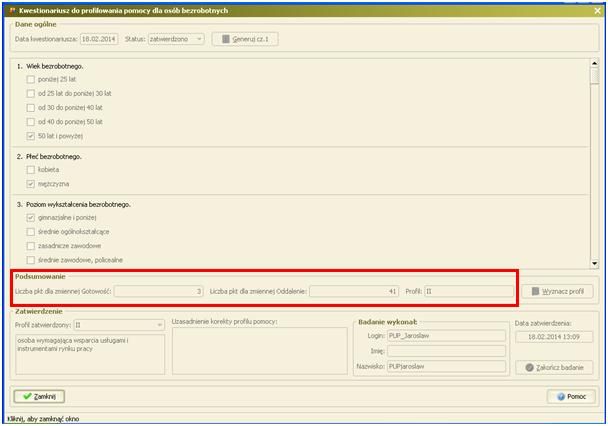 Kwestionariusz do profilowania pomocy dla osób bezrobotnych
Dane ogólne
Data kwestionariusza: 18.02.2014 Status: zatwierdzono Generuj cz.1
1. Wiek bezrobotnego.
poniżej 25 lat
od 25 lat do poniżej 30 lat
od 30 do poniżej 40 lat
od 40 do poniżej 50 lat
50 lat i powyżej
2. Płeć bezrobotnego.
kobieta
mężczyzna
3. Poziom wykształcenia bezrobotnego.
gimnazjalne i poniżej
średnie ogólnokształcące
zasadnicze zawodowe
średnie zawodowe, policealne
Podsumowanie
Liczba pkt dla zmiennej Gotowość: 3 Liczba pkt dla zmiennej Oddalenie: 41 Profil: II Wyznacz profil
Zatwierdzenie
Profil zatwierdzony: II
osoba wymagająca wsparcia usługami i
instrumentami rynku pracy
Uzasadnienie korekty profilu pomocy:
Badanie wykonał:
Login: PUP_Jaroslaw
Imię:
Nazwisko: PUPjaroslaw
Data zatwierdzenia:
18.02.2014 13:09
Zakończ badanie
Zamknij
Pomoc
Kliknij, aby zamknąć okno